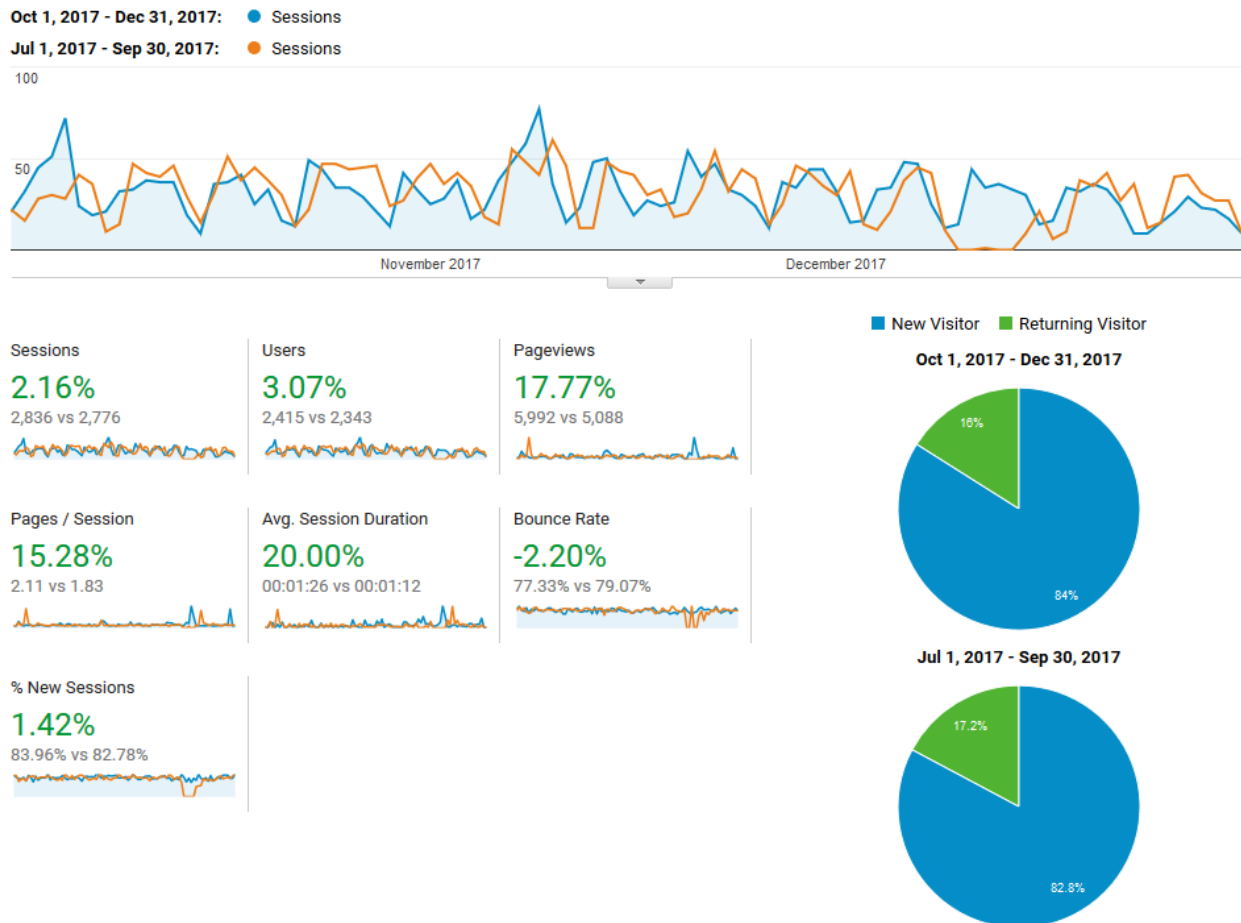 Oct 1, 2017 - Dec 31, 2017: Sessions
Jul 1, 2017 - Sep 30, 2017: Sessions
100
50
November 2017 December 2017
New Visitor Returning Visitor
Oct 1, 2017 - Dec 31, 2017
16%
84%
Jul 1, 2017 - Sep 30, 2017
17.2%
82.8%
Sessions
2.16%
2,836 vs 2,776
Users
3.07%
2,415 vs 2,343
Pageviews
17.77%
5,992 vs 5,088
Pages / Session
15.28%
2.11 vs 1.83
Avg. Session Duration
20.00%
00:01:26 vs 00:01:12
Bounce Rate
-2.20%
77.33% vs 79.07%
% New Sessions
1.42%
83.96% vs 82.78%